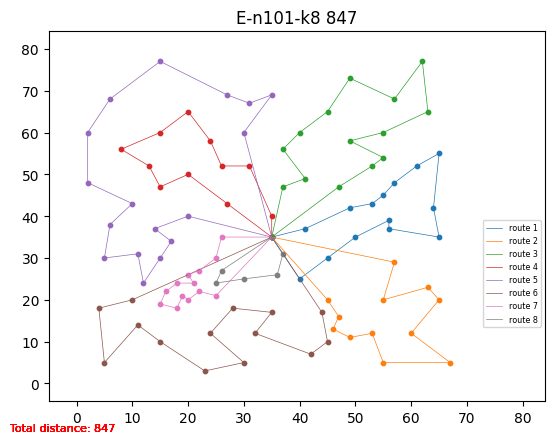 E-n101-k8 847
80
70
60
50
40
30
20
10
0
route 1
route 2
route 3
route 4
route 5
route 6
route 7
route 8
0 10 20 30 40 50 60 70 80
Total distance: 847